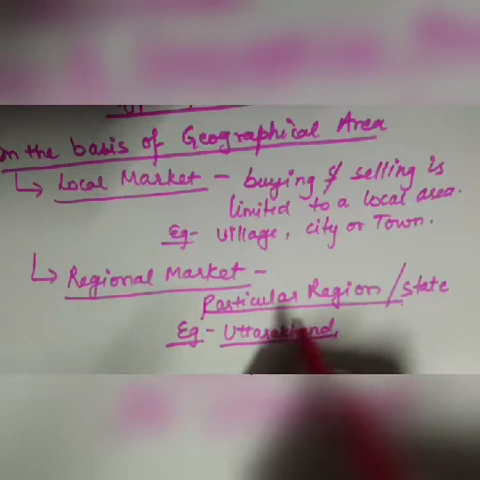 on the basis of Geographical Area
Local Market - buying & selling is
limited to a local area.
Eg- Village, city or Town.
Regional Market -
Particular Region / State
Eg - Uttarakhand,